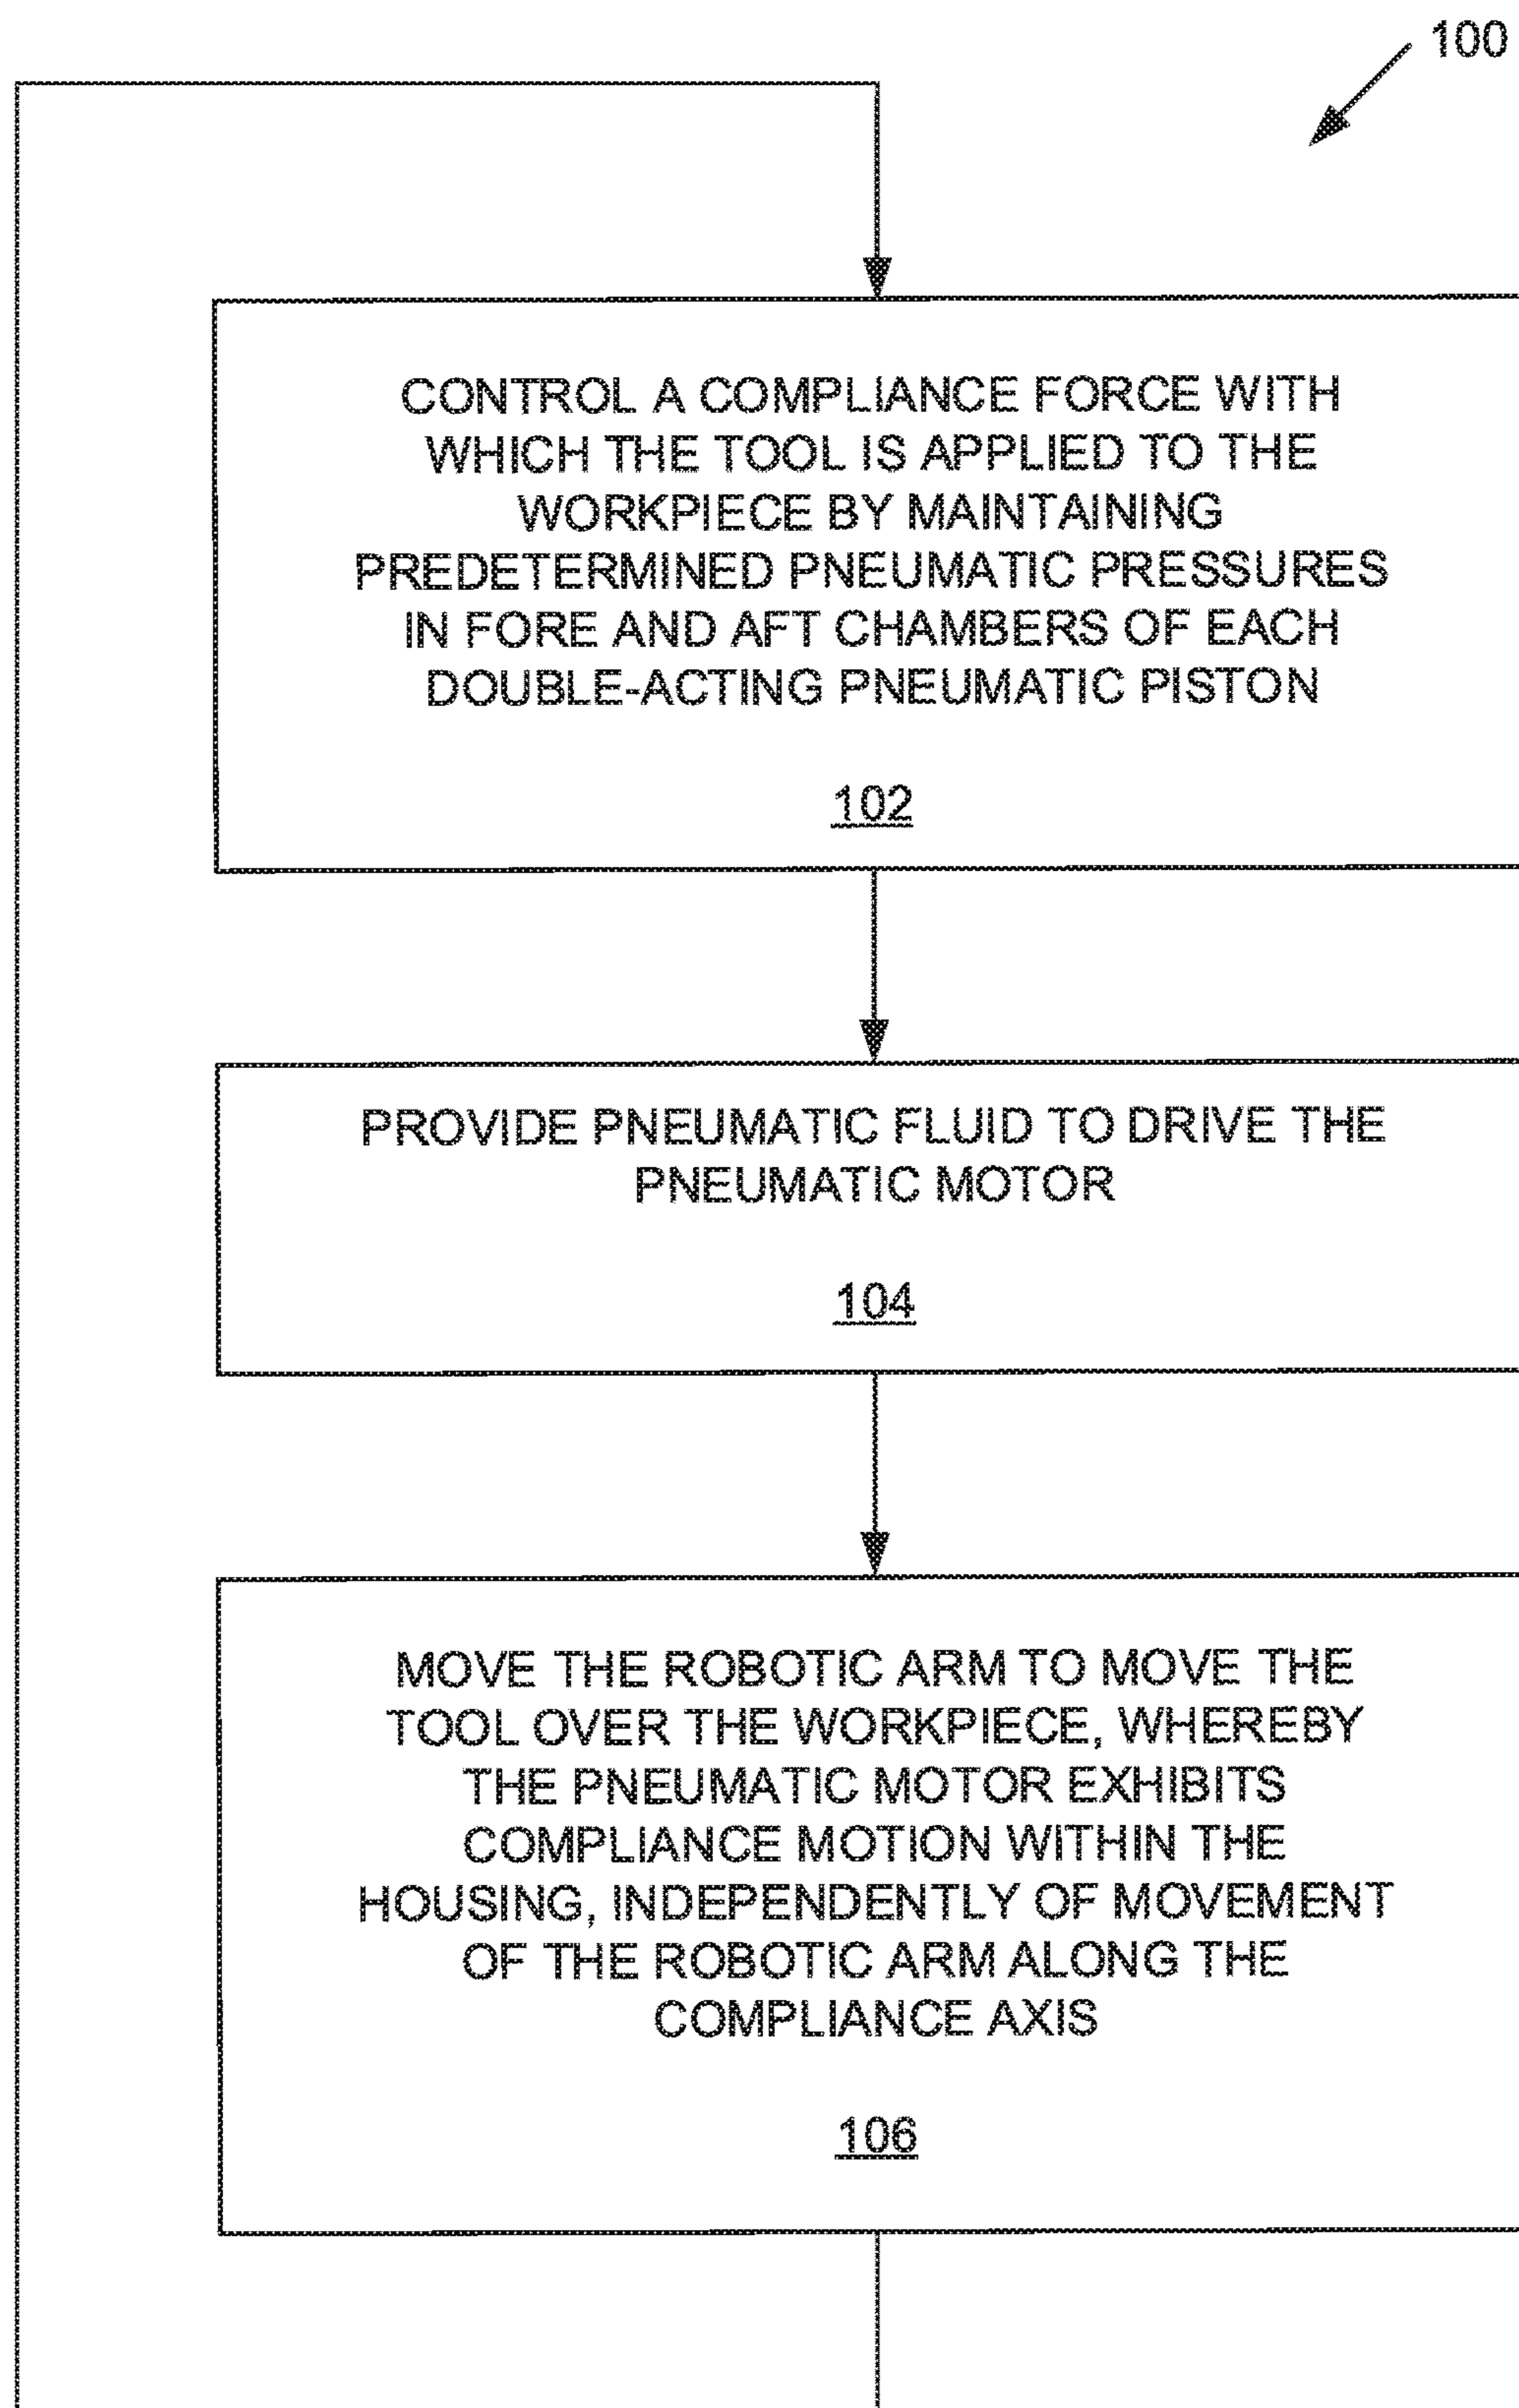 100
CONTROL A COMPLIANCE FORCE WITH
WHICH THE TOOL IS APPLIED TO THE
WORKPIECE BY MAINTAINING
PREDETERMINED PNEUMATIC PRESSURES
IN FORE AND AFT CHAMBERS OF EACH
DOUBLE-ACTING PNEUMATIC PISTON
102
PROVIDE PNEUMATIC FLUID TO DRIVE THE
PNEUMATIC MOTOR
104
MOVE THE ROBOTIC ARM TO MOVE THE
TOOL OVER THE WORKPIECE, WHEREBY
THE PNEUMATIC MOTOR EXHIBITS
COMPLIANCE MOTION WITHIN THE
HOUSING, INDEPENDENTLY OF MOVEMENT
OF THE ROBOTIC ARM ALONG THE
COMPLIANCE AXIS
106